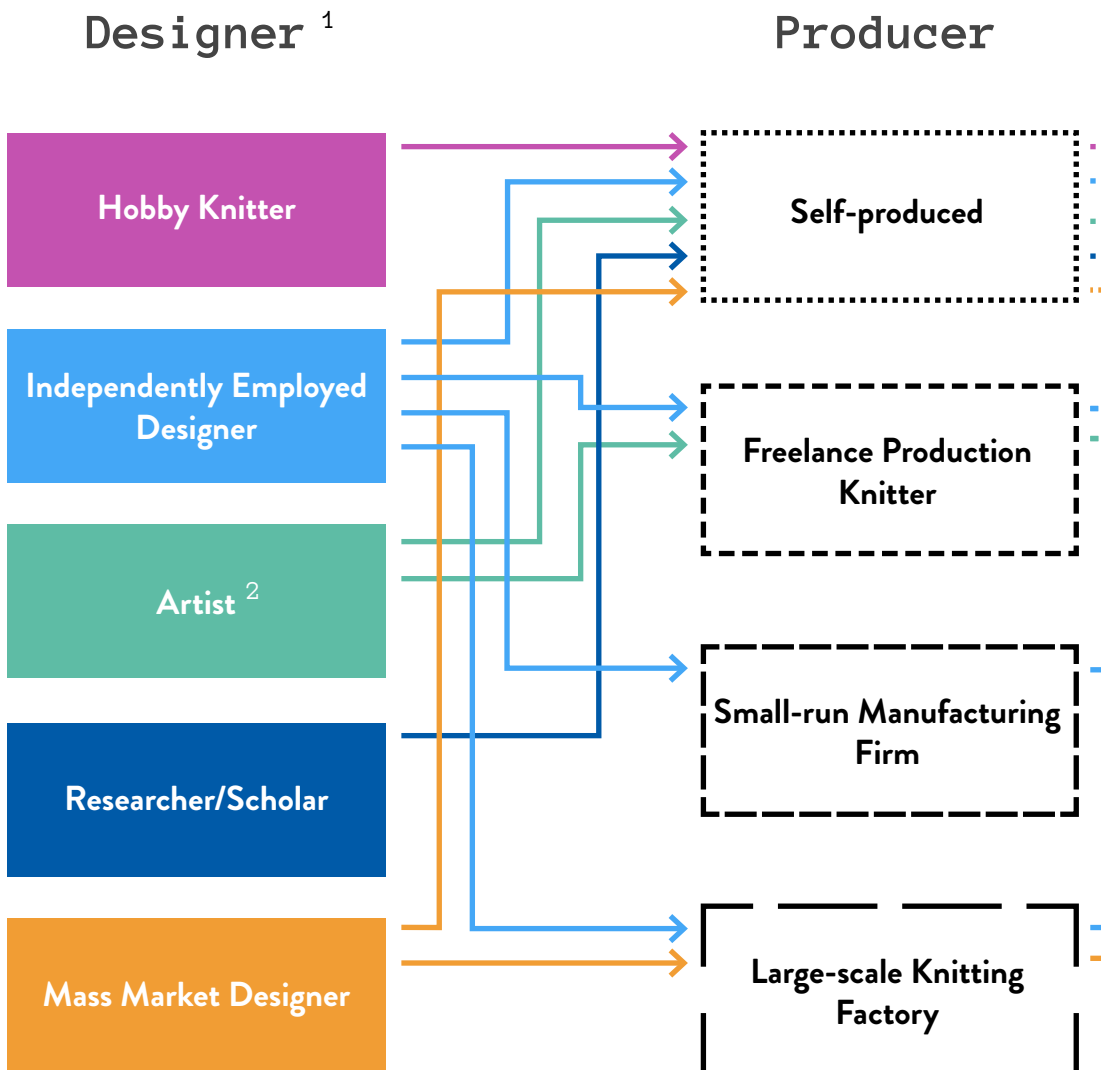 Designer 1
Producer
Hobby Knitter
Self-produced
Independently Employed
Designer
Freelance Production
Knitter
Artist 2
Small-run Manufacturing
Firm
Researcher/Scholar
Mass Market Designer
Large-scale Knitting
Factory